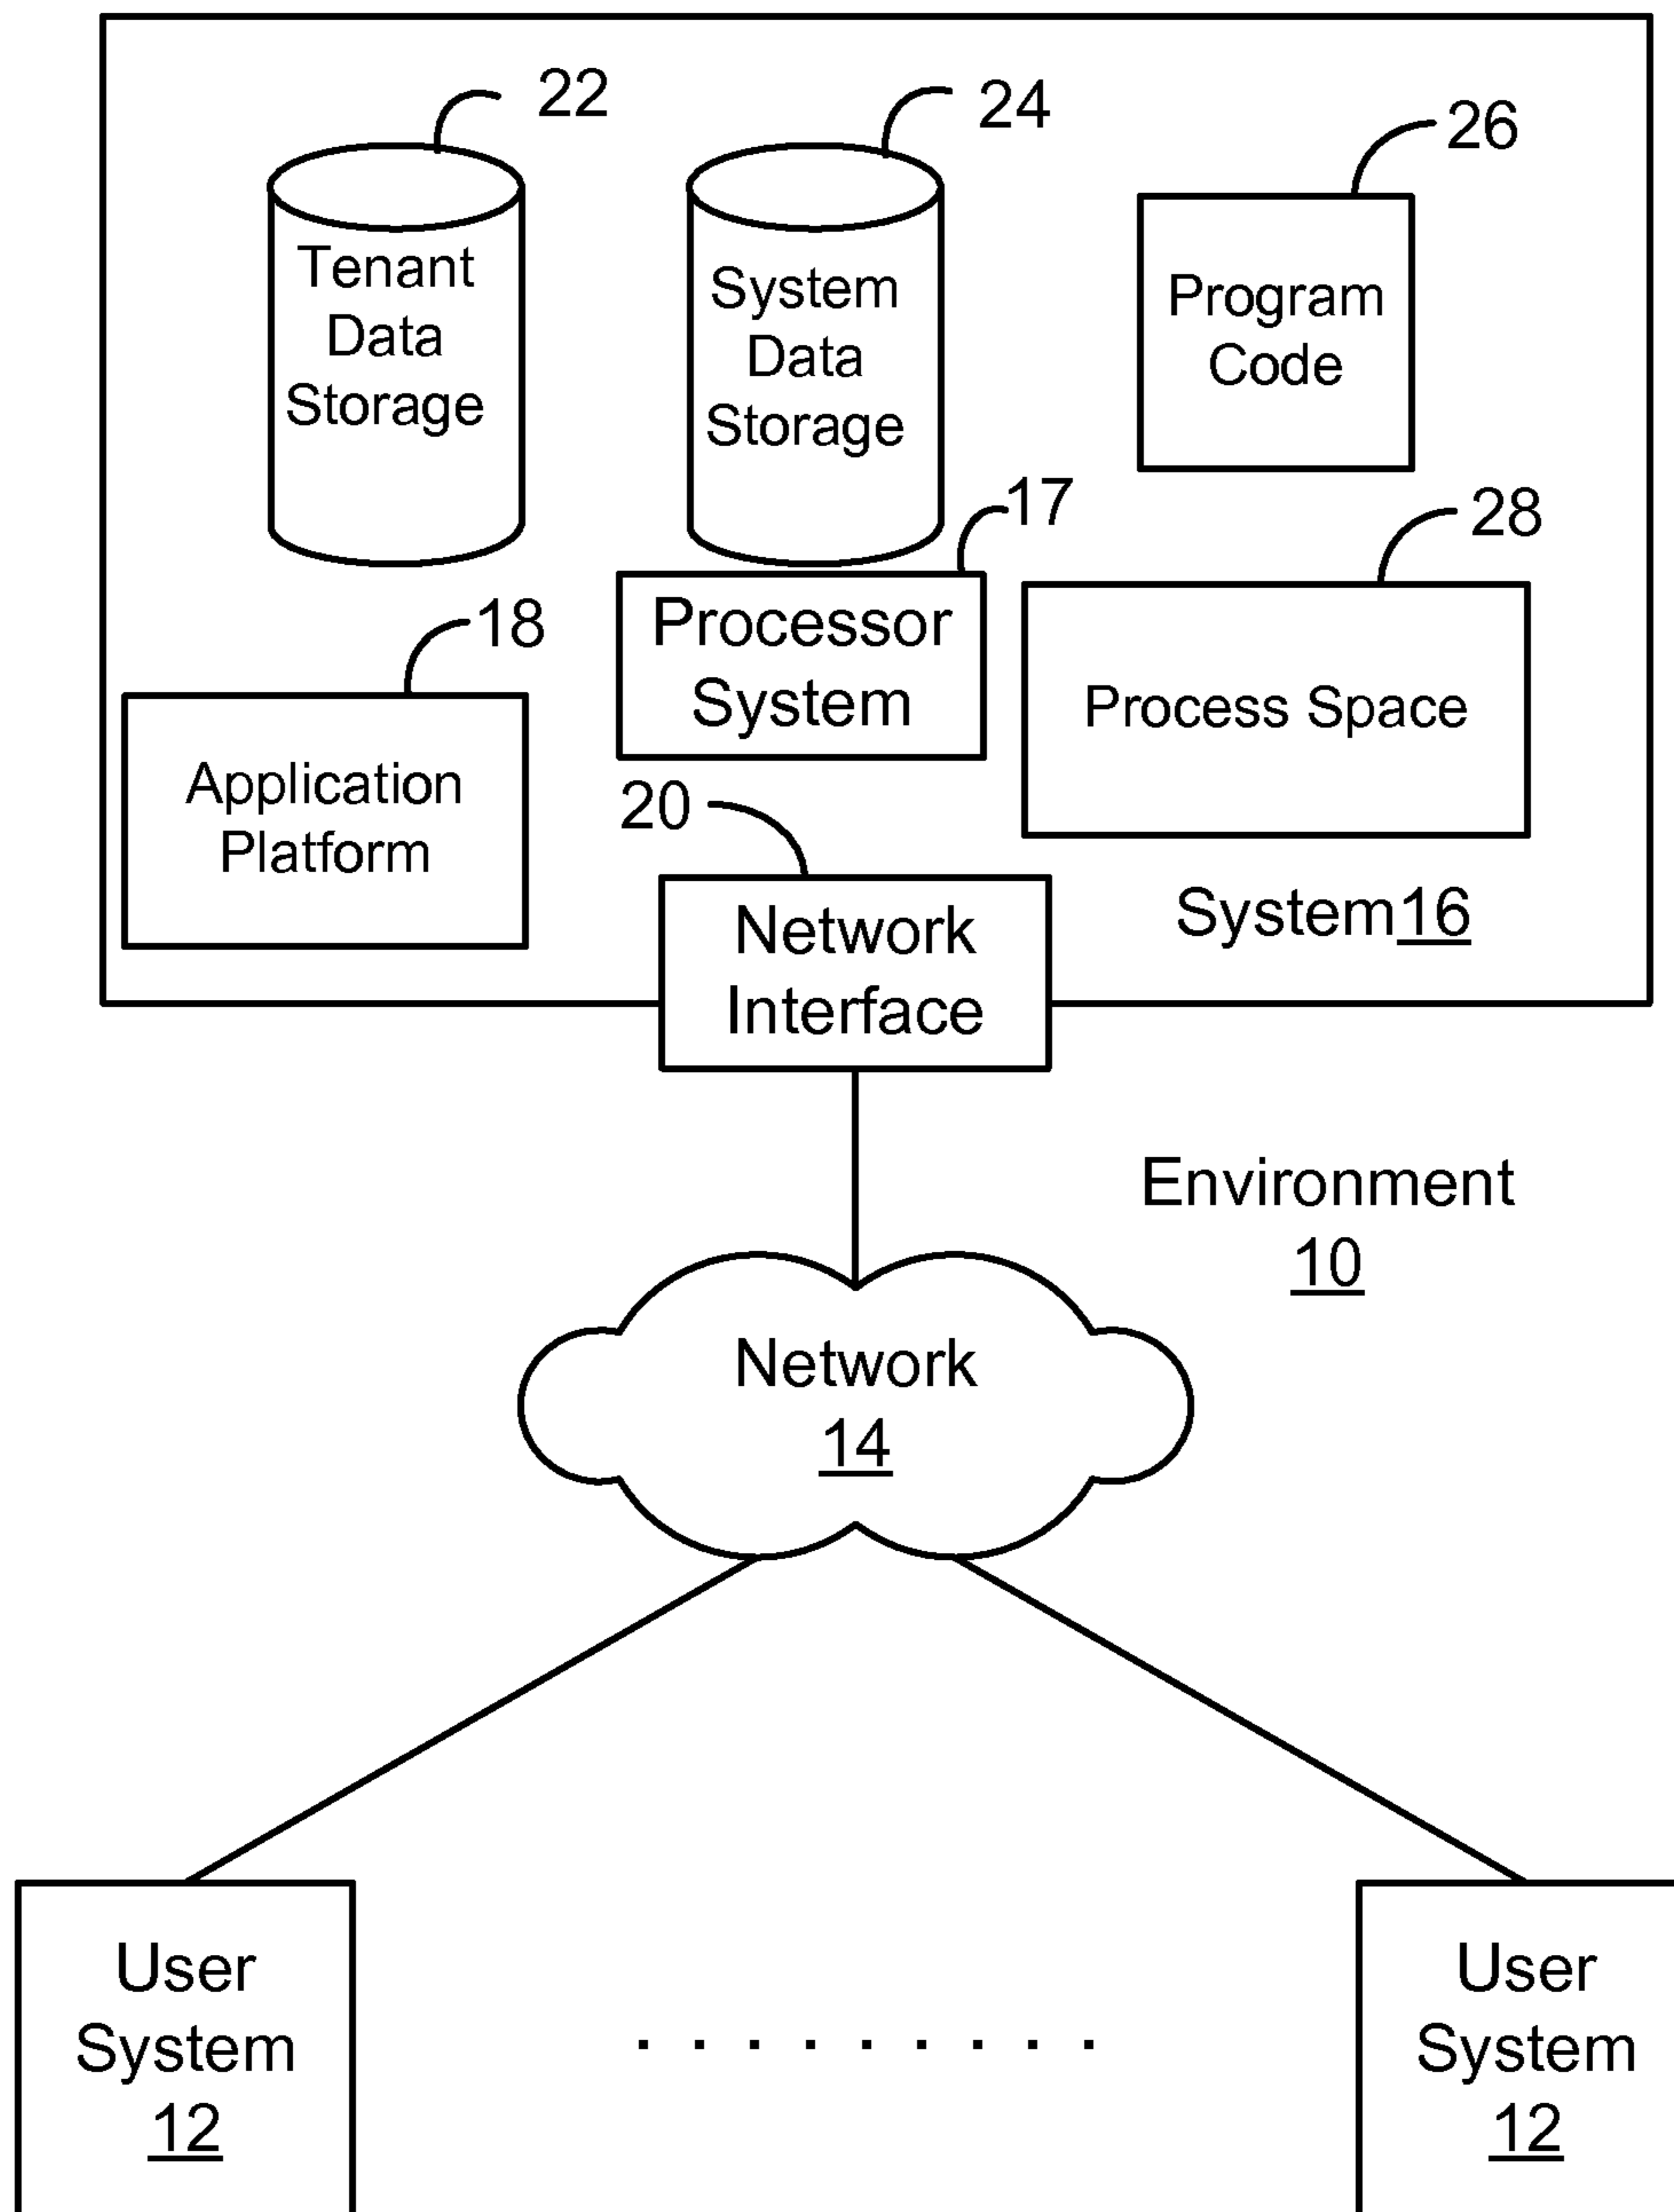 22
24
26
Tenant
Data
Storage
System
Data
Storage
Program
Code
17
28
18
Processor
System
Process Space
Application
Platform
20
Network
Interface
System16
Environment
10
Network
14
User
System
12
. . . . . . . . .
User
System
12